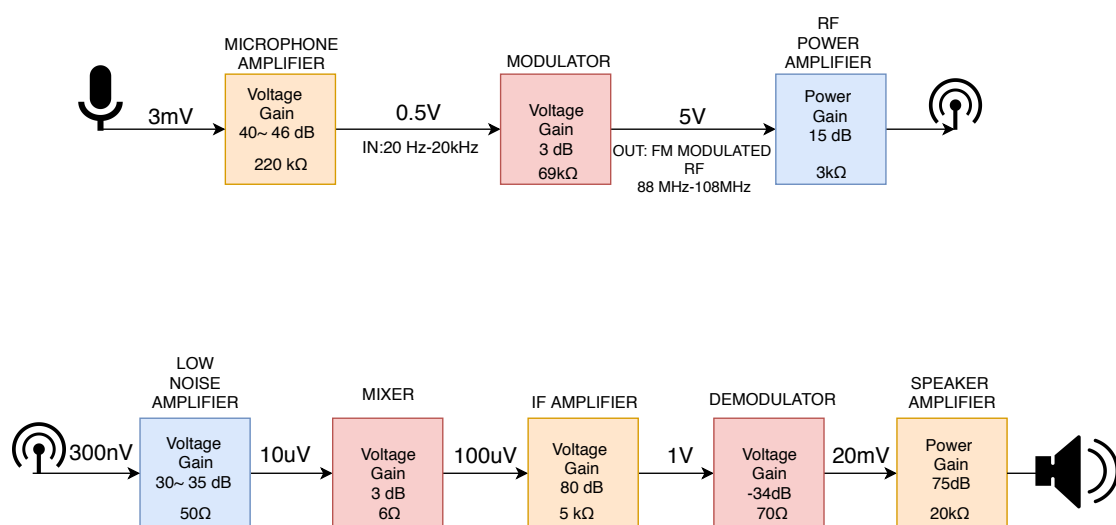 MICROPHONE
AMPLIFIER
Voltage
Gain
40~ 46 dB
220 kΩ
3mV
0.5V
IN:20 Hz-20kHz
MODULATOR
Voltage
Gain
3 dB
69kΩ
5V
OUT: FM MODULATED
RF
88 MHz-108MHz
RF
POWER
AMPLIFIER
Power
Gain
15 dB
3kΩ
300nV
LOW
NOISE
AMPLIFIER
Voltage
Gain
30~ 35 dB
50Ω
10uV
MIXER
Voltage
Gain
3 dB
6Ω
100uV
IF AMPLIFIER
Voltage
Gain
80 dB
5 kΩ
1V
DEMODULATOR
Voltage
Gain
-34dB
70Ω
20mV
SPEAKER
AMPLIFIER
Power
Gain
75dB
20kΩ